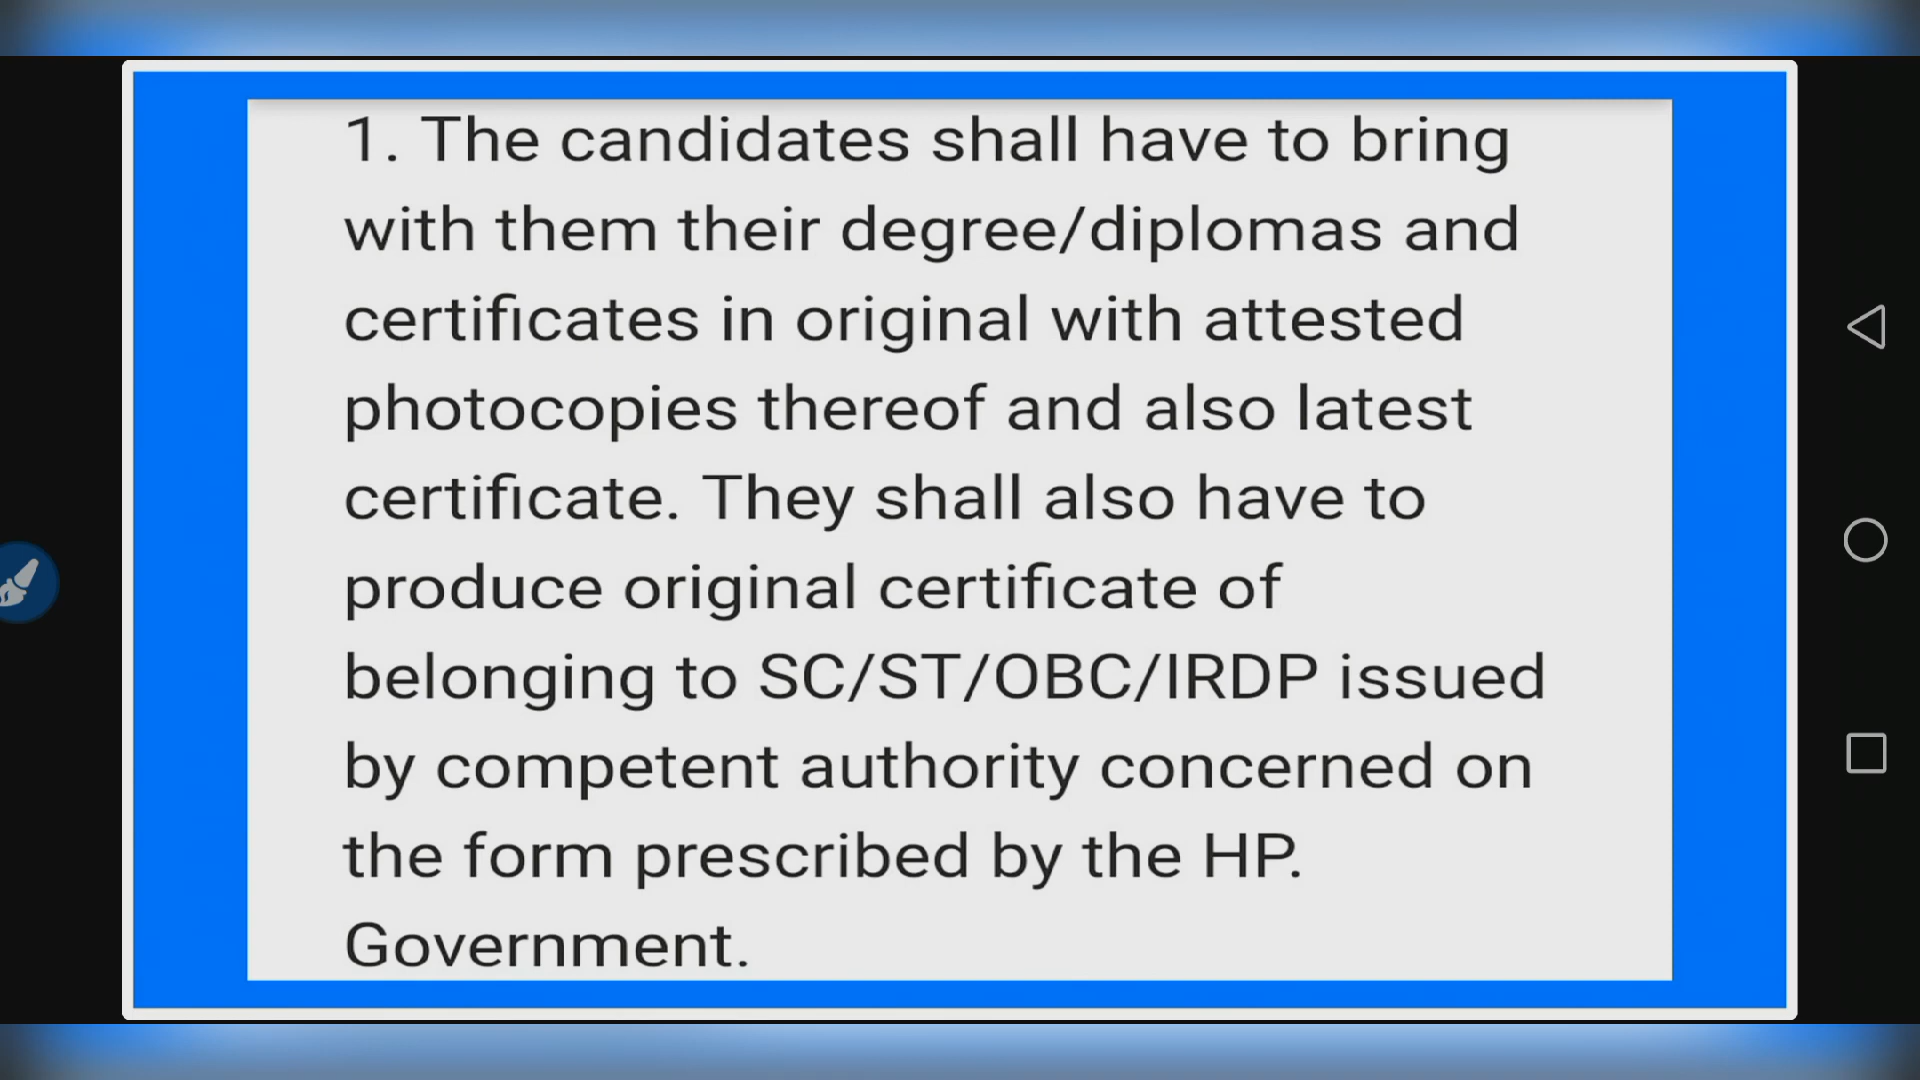 1. The candidates shall have to bring
with them their degree/diplomas and
certificates in original with attested
photocopies thereof and also latest
certificate. They shall also have to
produce original certificate of
belonging to SC/ST/OBC/IRDP issued
by competent authority concerned on
the form prescribed by the HP.
Government.